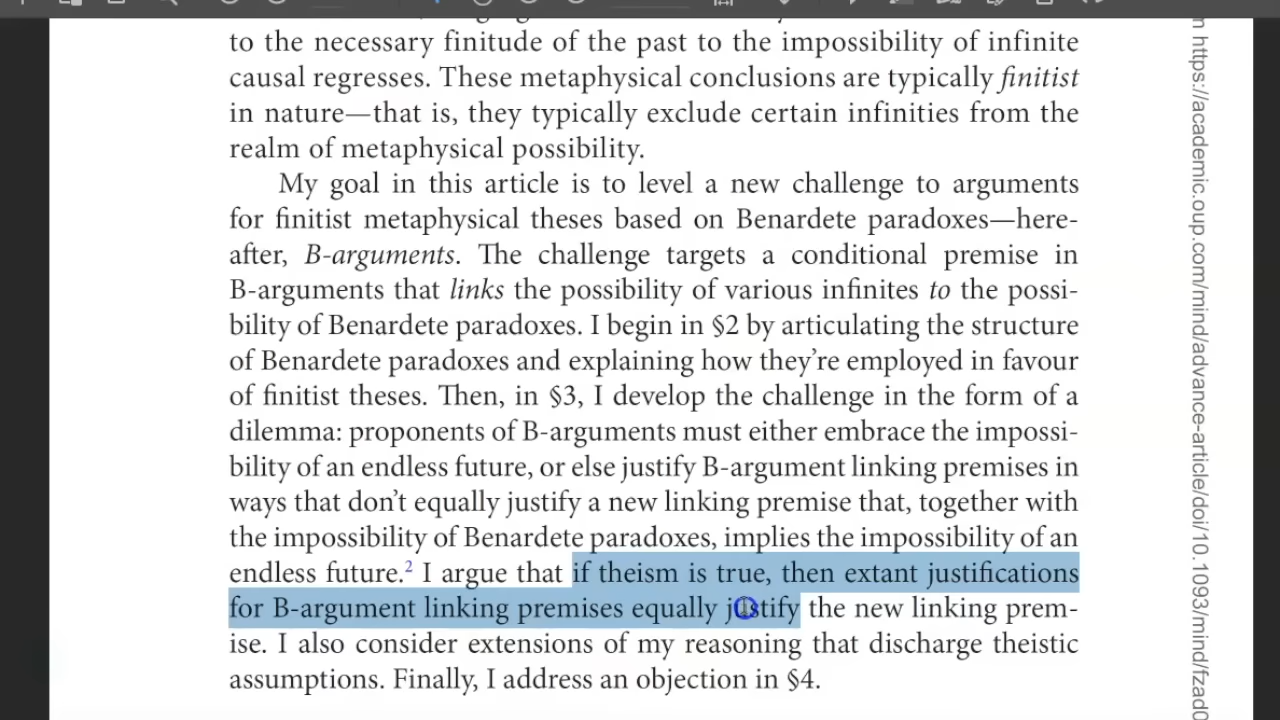 to the necessary finitude of the past to the impossibility of infinite
causal regresses. These metaphysical conclusions are typically finitist
in nature—that is, they typically exclude certain infinities from the
realm of metaphysical possibility.
My goal in this article is to level a new challenge to arguments
for finitist metaphysical theses based on Benardete paradoxes—here-
after, B-arguments. The challenge targets a conditional premise in
B-arguments that links the possibility of various infinites to the possi-
bility of Benardete paradoxes. I begin in §2 by articulating the structure
of Benardete paradoxes and explaining how they’re employed in favour
of finitist theses. Then, in §3, I develop the challenge in the form of a
dilemma: proponents of B-arguments must either embrace the impossi-
bility of an endless future, or else justify B-argument linking premises in
ways that don’t equally justify a new linking premise that, together with
the impossibility of Benardete paradoxes, implies the impossibility of an
endless future.2 I argue that if theism is true, then extant justifications
for B-argument linking premises equally justify the new linking prem-
ise. I also consider extensions of my reasoning that discharge theistic
assumptions. Finally, I address an objection in §4.
https://academic.oup.com/mind/advance-article/doi/10.1093/mind/fzad0